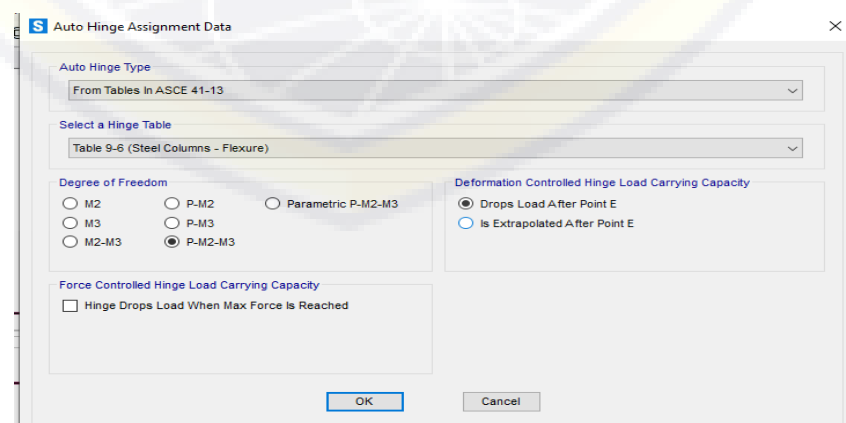 S Auto Hinge Assignment Data
Auto Hinge Type
From Tables In ASCE 41-13
Select a Hinge Table
Table 9-6 (Steel Columns - Flexure)
Degree of Freedom
M2 P-M2 Parametric P-M2-M3
M3 P-M3
M2-M3 P-M2-M3
Deformation Controlled Hinge Load Carrying Capacity
Drops Load After Point E
Is Extrapolated After Point E
Force Controlled Hinge Load Carrying Capacity
Hinge Drops Load When Max Force Is Reached
OK Cancel